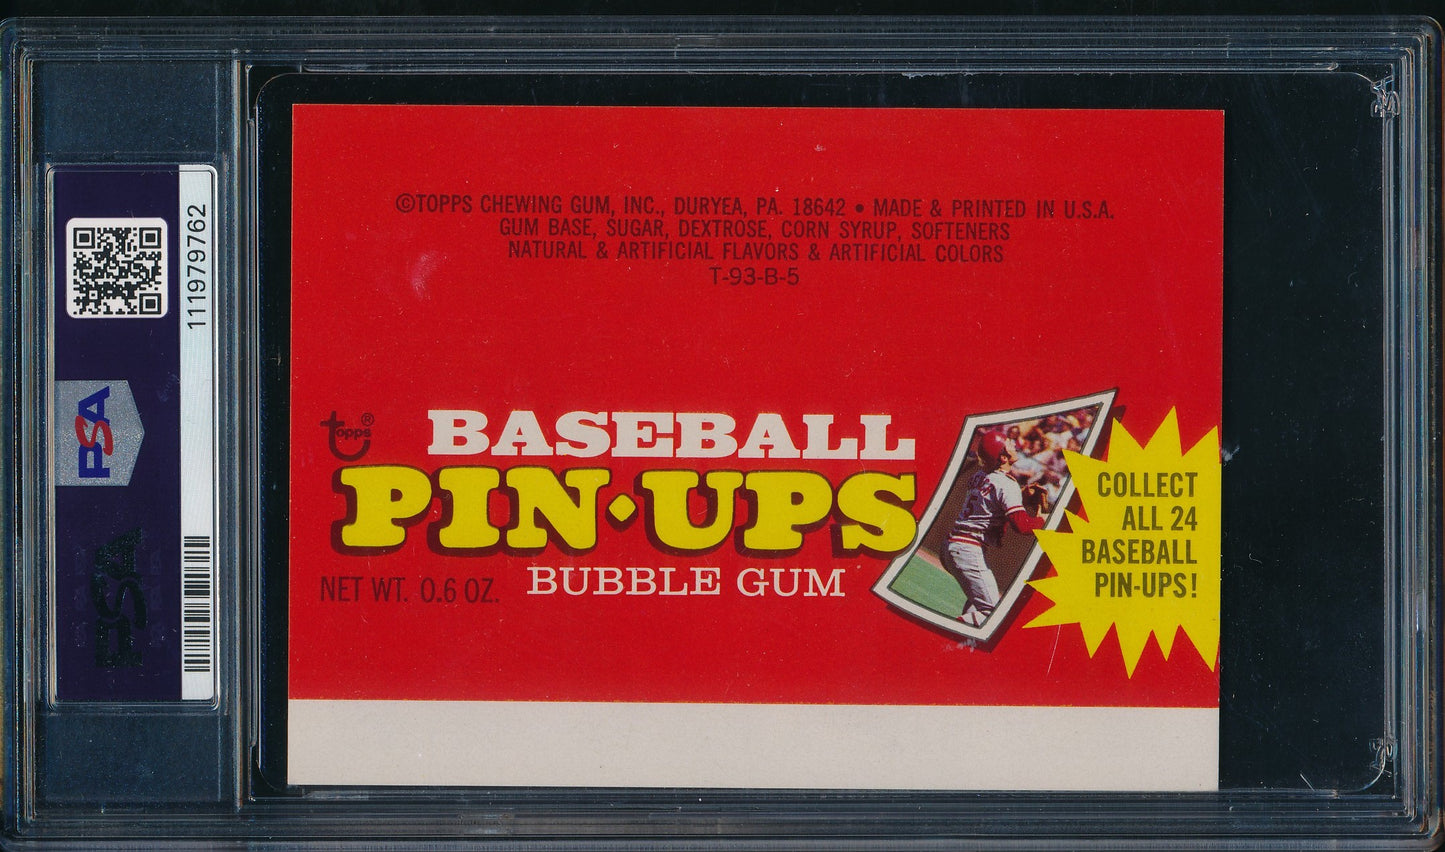 111979762
PSA
PSA
©TOPPS CHEWING GUM, INC., DURYEA, PA. 18642 • MADE & PRINTED IN U.S.A.
GUM BASE, SUGAR, DEXTROSE, CORN SYRUP, SOFTENERS
NATURAL & ARTIFICIAL FLAVORS & ARTIFICIAL COLORS
T-93-B-5
topps®
BASEBALL
PIN·UPS
BUBBLE GUM
NET WT. 0.6 OZ.
COLLECT
ALL 24
BASEBALL
PIN-UPS!